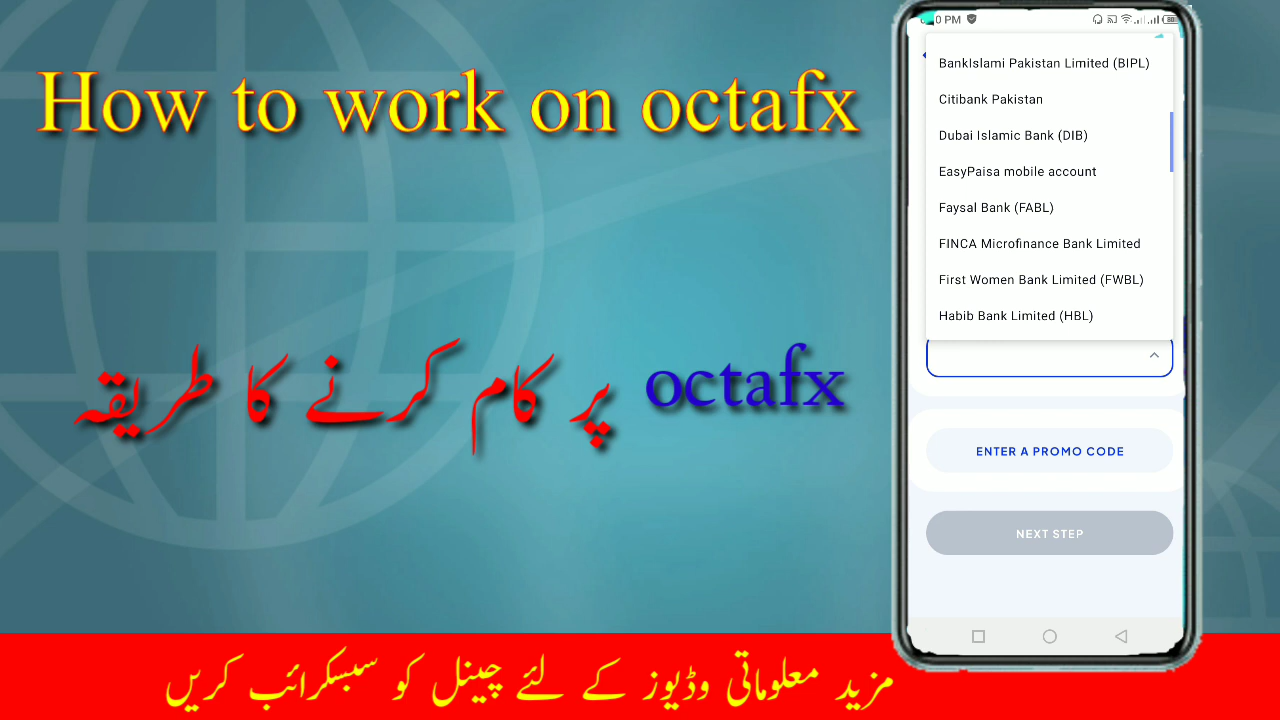 How to work on octafx
octafx پر کام کرنے کا طریقہ
مزید معلوماتی وڈیوز کے لئے چینل کو سبسکرائب کریں
0 PM
BankIslami Pakistan Limited (BIPL)
Citibank Pakistan
Dubai Islamic Bank (DIB)
EasyPaisa mobile account
Faysal Bank (FABL)
FINCA Microfinance Bank Limited
First Women Bank Limited (FWBL)
Habib Bank Limited (HBL)
ENTER A PROMO CODE
NEXT STEP